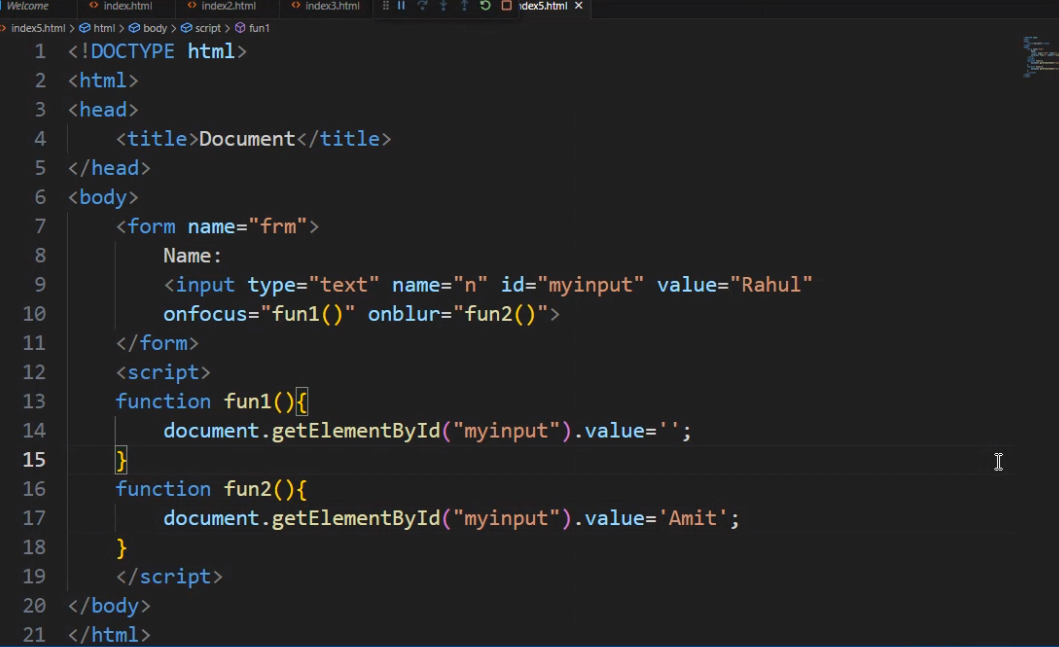 Welcome index.html index2.html index3.html dex5.html
index5.html > html > body > script > fun1
1 <!DOCTYPE html>
2 <html>
3 <head>
4     <title>Document</title>
5 </head>
6 <body>
7     <form name="frm">
8         Name:
9         <input type="text" name="n" id="myinput" value="Rahul"
10         onfocus="fun1()" onblur="fun2()">
11     </form>
12     <script>
13     function fun1(){
14         document.getElementById("myinput").value='';
15     }
16     function fun2(){
17         document.getElementById("myinput").value='Amit';
18     }
19     </script>
20 </body>
21 </html>